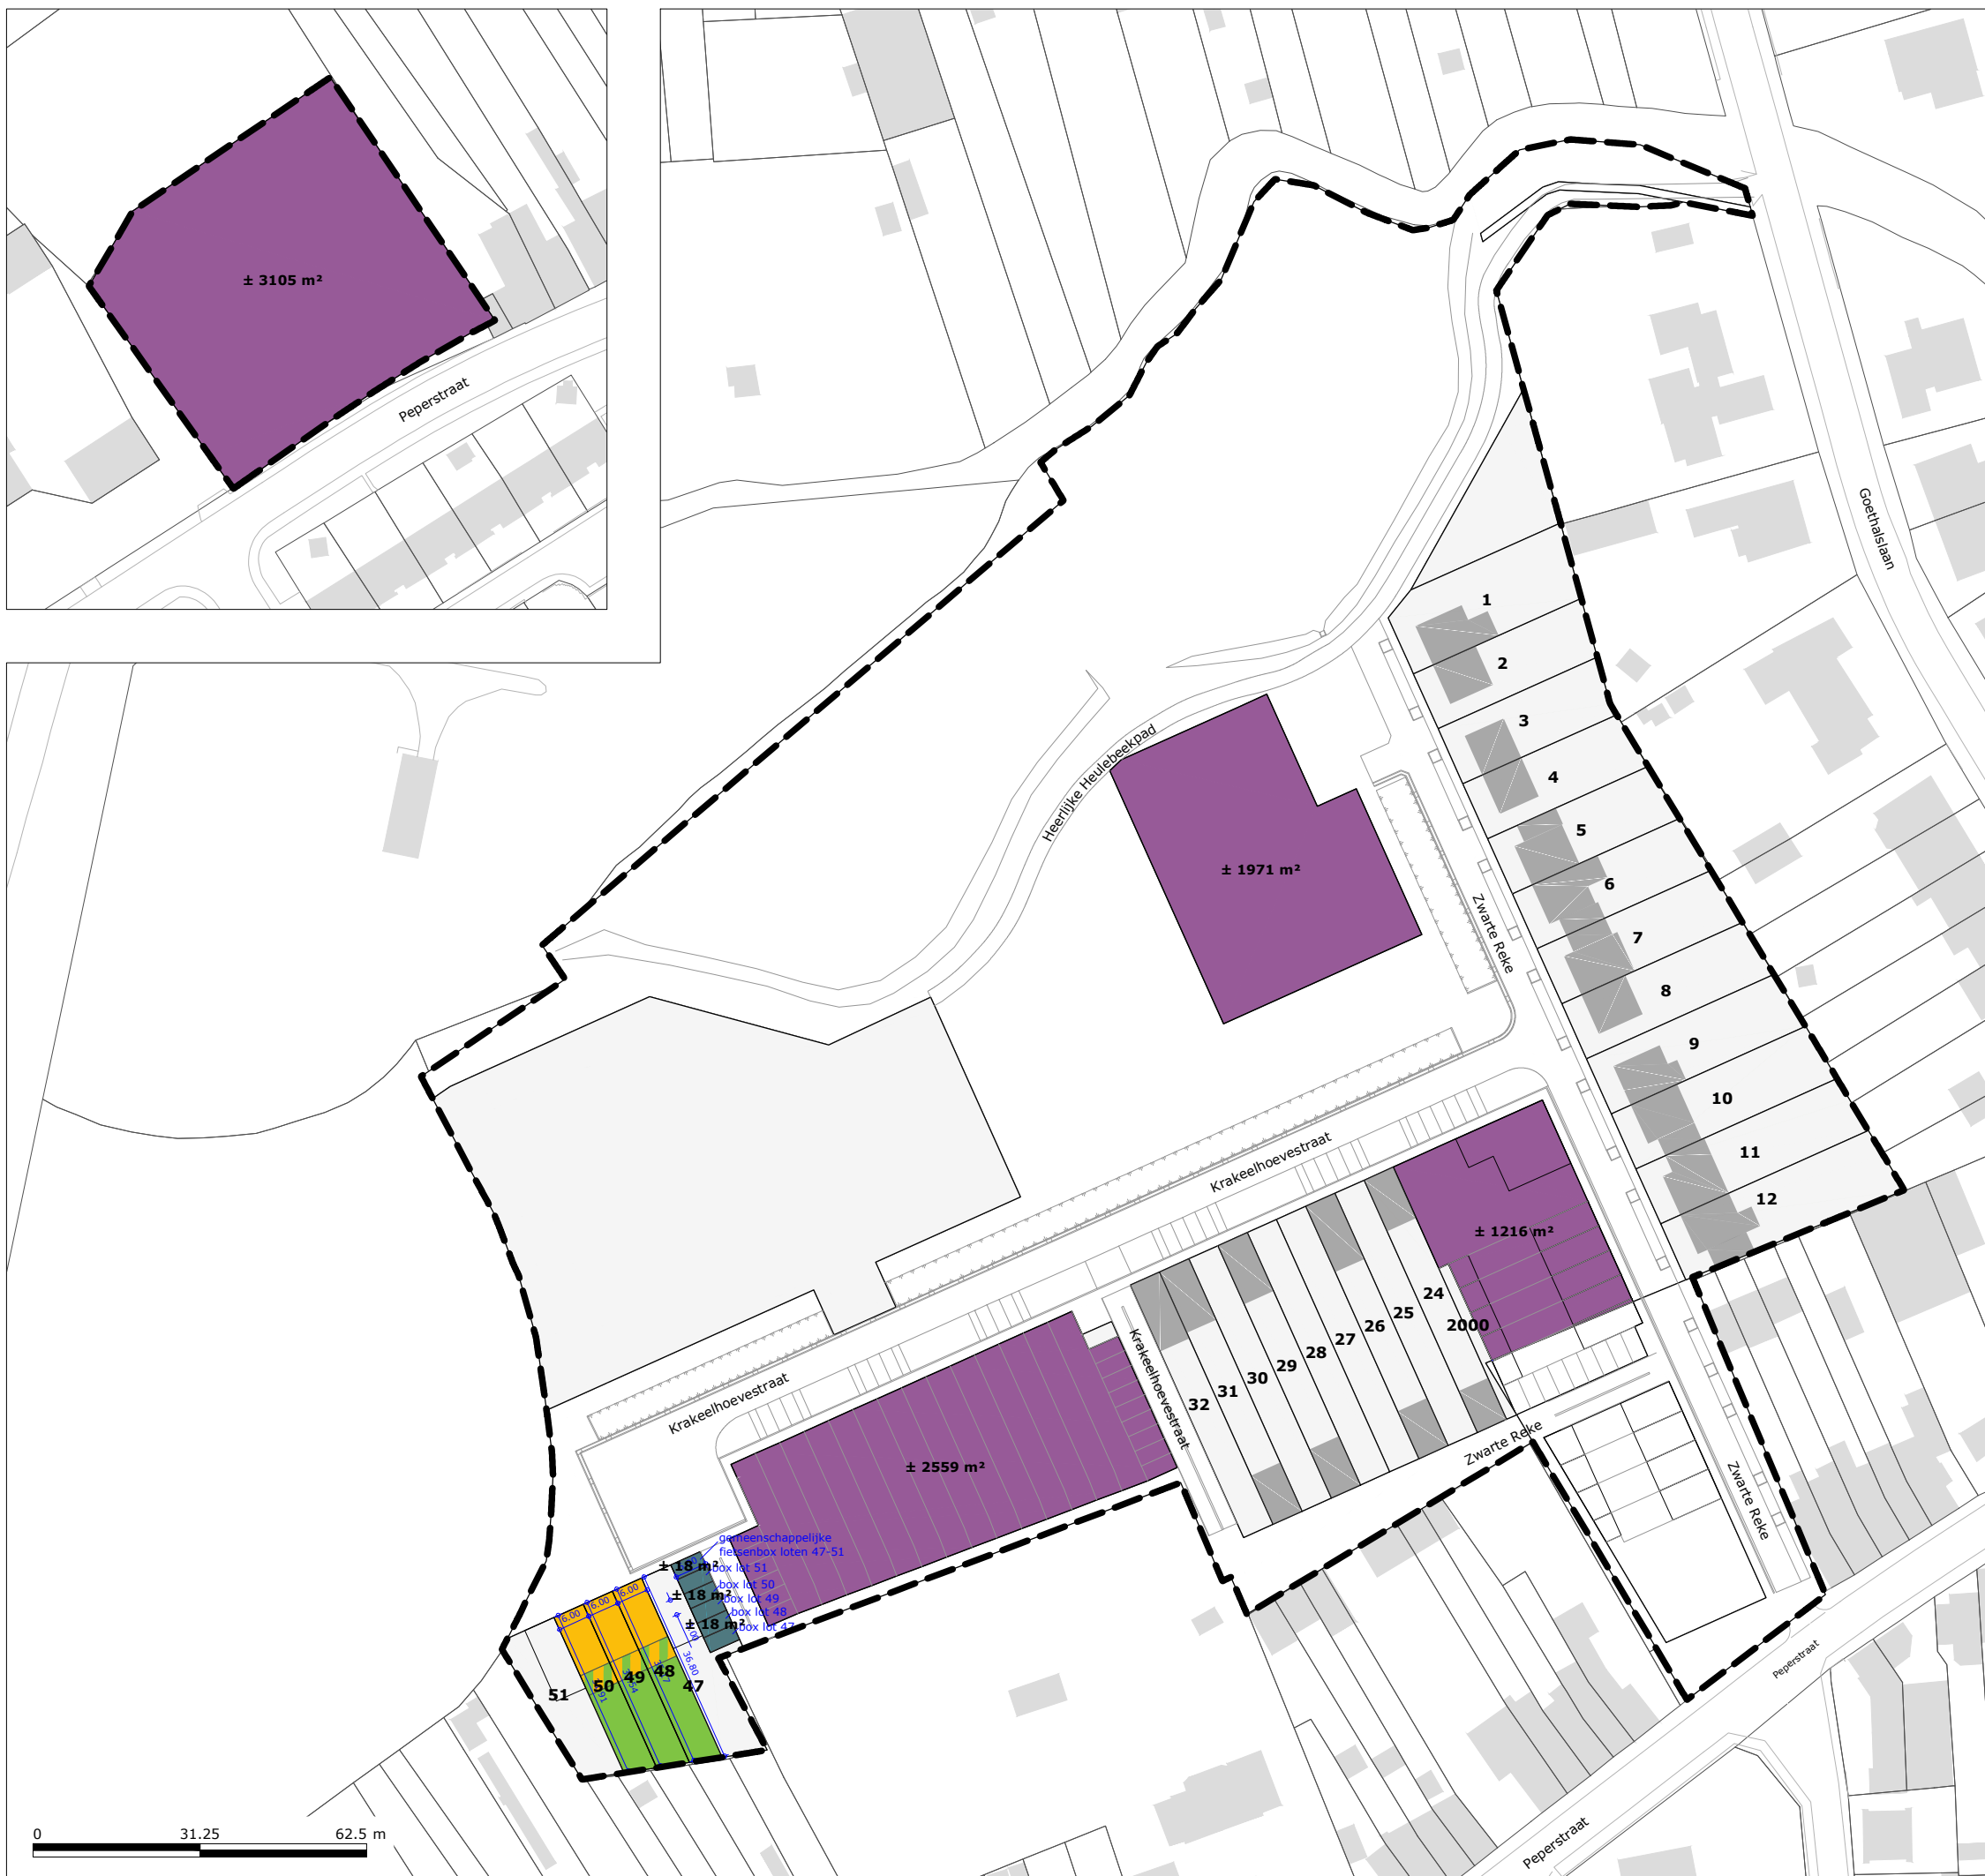 ± 3105 m²
Peperstraat
Goethalslaan
1
2
3
4
5
6
7
8
9
10
11
12
Heerlijke Heulebeekpad
± 1971 m²
Zwarte Reke
Krakeelhoevestraat
± 1216 m²
24
2000
25
26
27
28
29
30
31
32
Krakeelhoevestraat
Zwarte Reke
Zwarte Reke
Krakeelhoevestraat
± 2559 m²
gemeenschappelijke
fietsenbox loten 47-51
± 18 m²
box lot 51
box lot 50
± 18 m²
box lot 49
box lot 48
± 18 m²
box lot 47
6.00
6.00
6.00
36.80
51
50
49
48
47
Peperstraat
Peperstraat
0
31.25
62.5 m